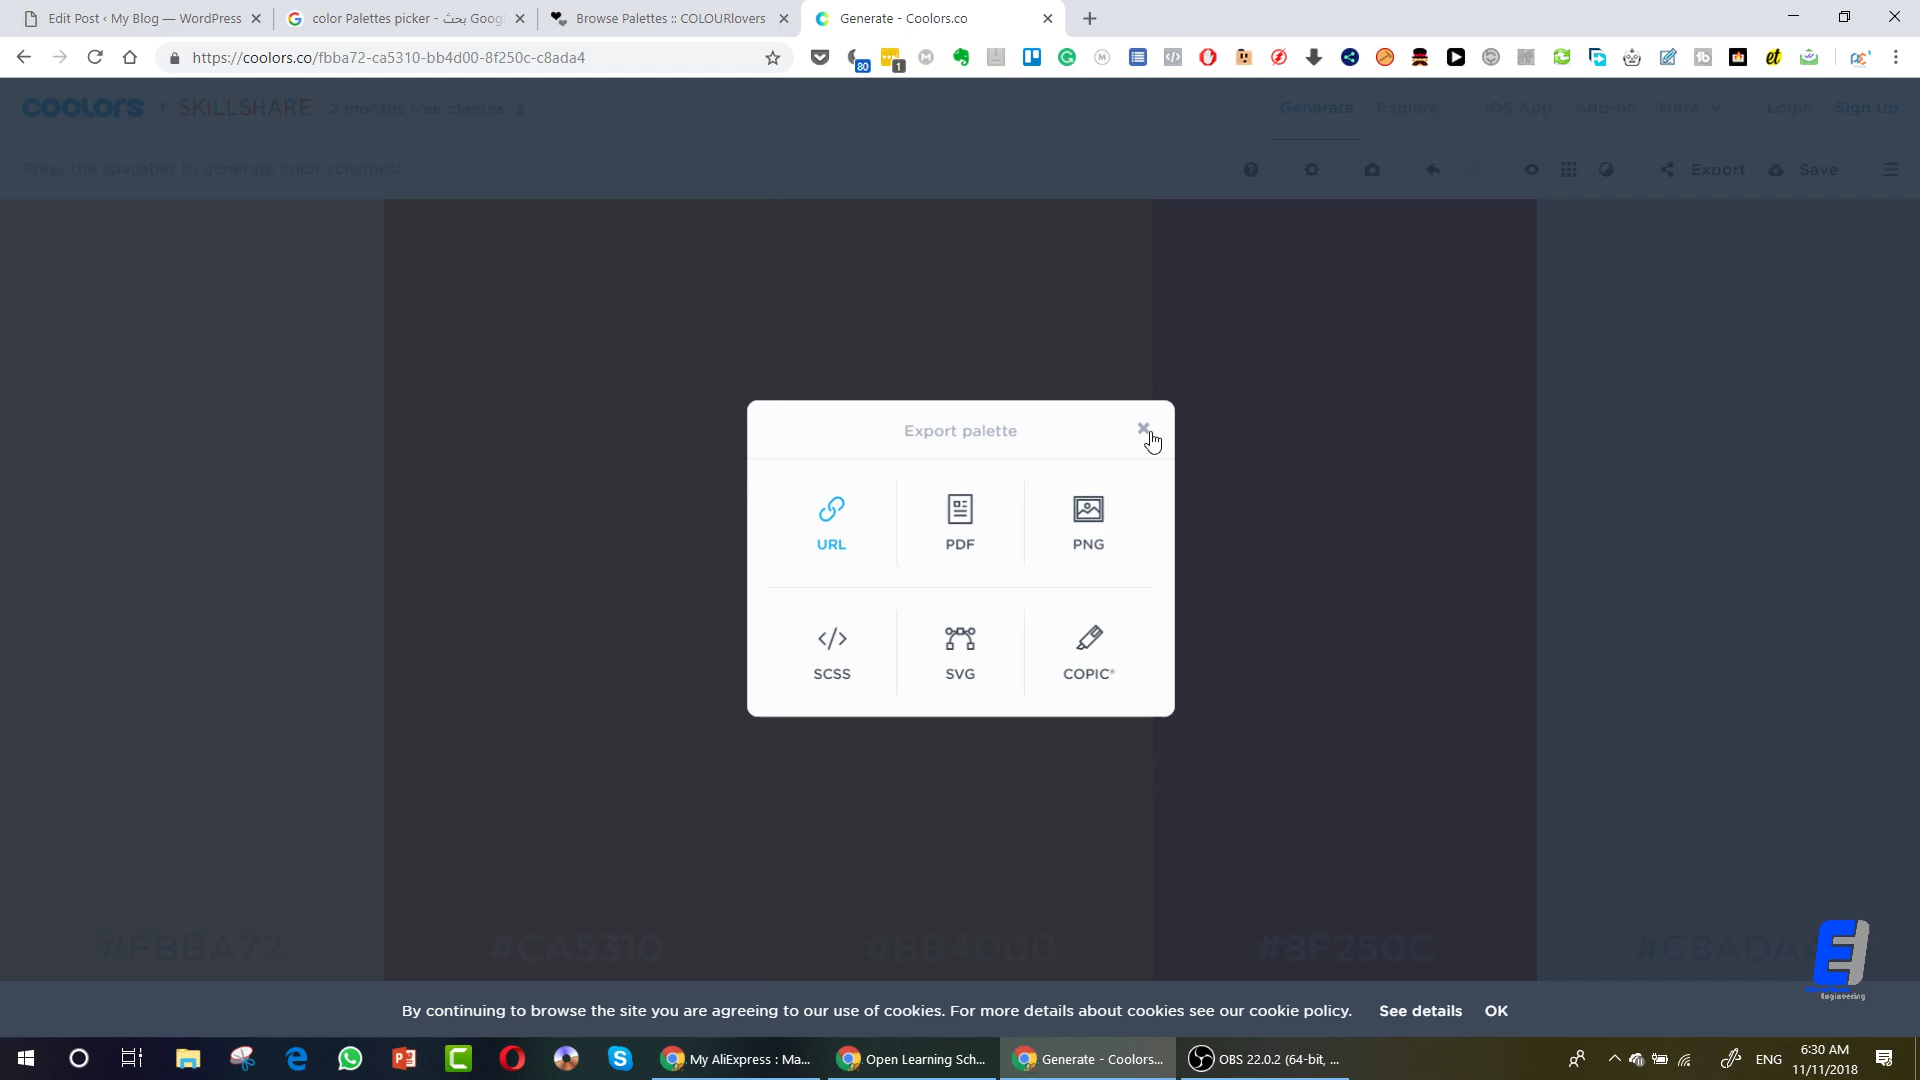 Edit Post ‹ My Blog — WordPress
color Palettes picker - بحث Goog
Browse Palettes :: COLOURlovers
Generate - Coolors.co
https://coolors.co/fbba72-ca5310-bb4d00-8f250c-c8ada4
80
1
coolors + SKILLSHARE 2 months free classes
Generate Explore iOS App Add-on More Login Sign Up
Press the spacebar to generate color schemes!
Export Save
Export palette
URL PDF PNG
SCSS SVG COPIC®
#FBBA72 #CA5310 #BB4D00 #8F250C #C8ADA
Engineering
By continuing to browse the site you are agreeing to our use of cookies. For more details about cookies see our cookie policy. See details OK
My AliExpress : Ma...
Open Learning Sch...
Generate - Coolors...
OBS 22.0.2 (64-bit, ...
ENG
6:30 AM
11/11/2018